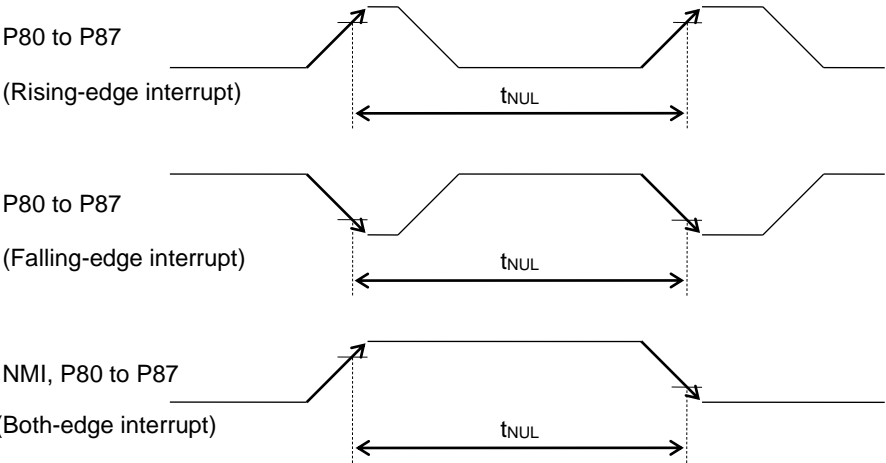 P80 to P87
(Rising-edge interrupt)
tNUL
P80 to P87
(Falling-edge interrupt)
tNUL
NMI, P80 to P87
(Both-edge interrupt)
tNUL